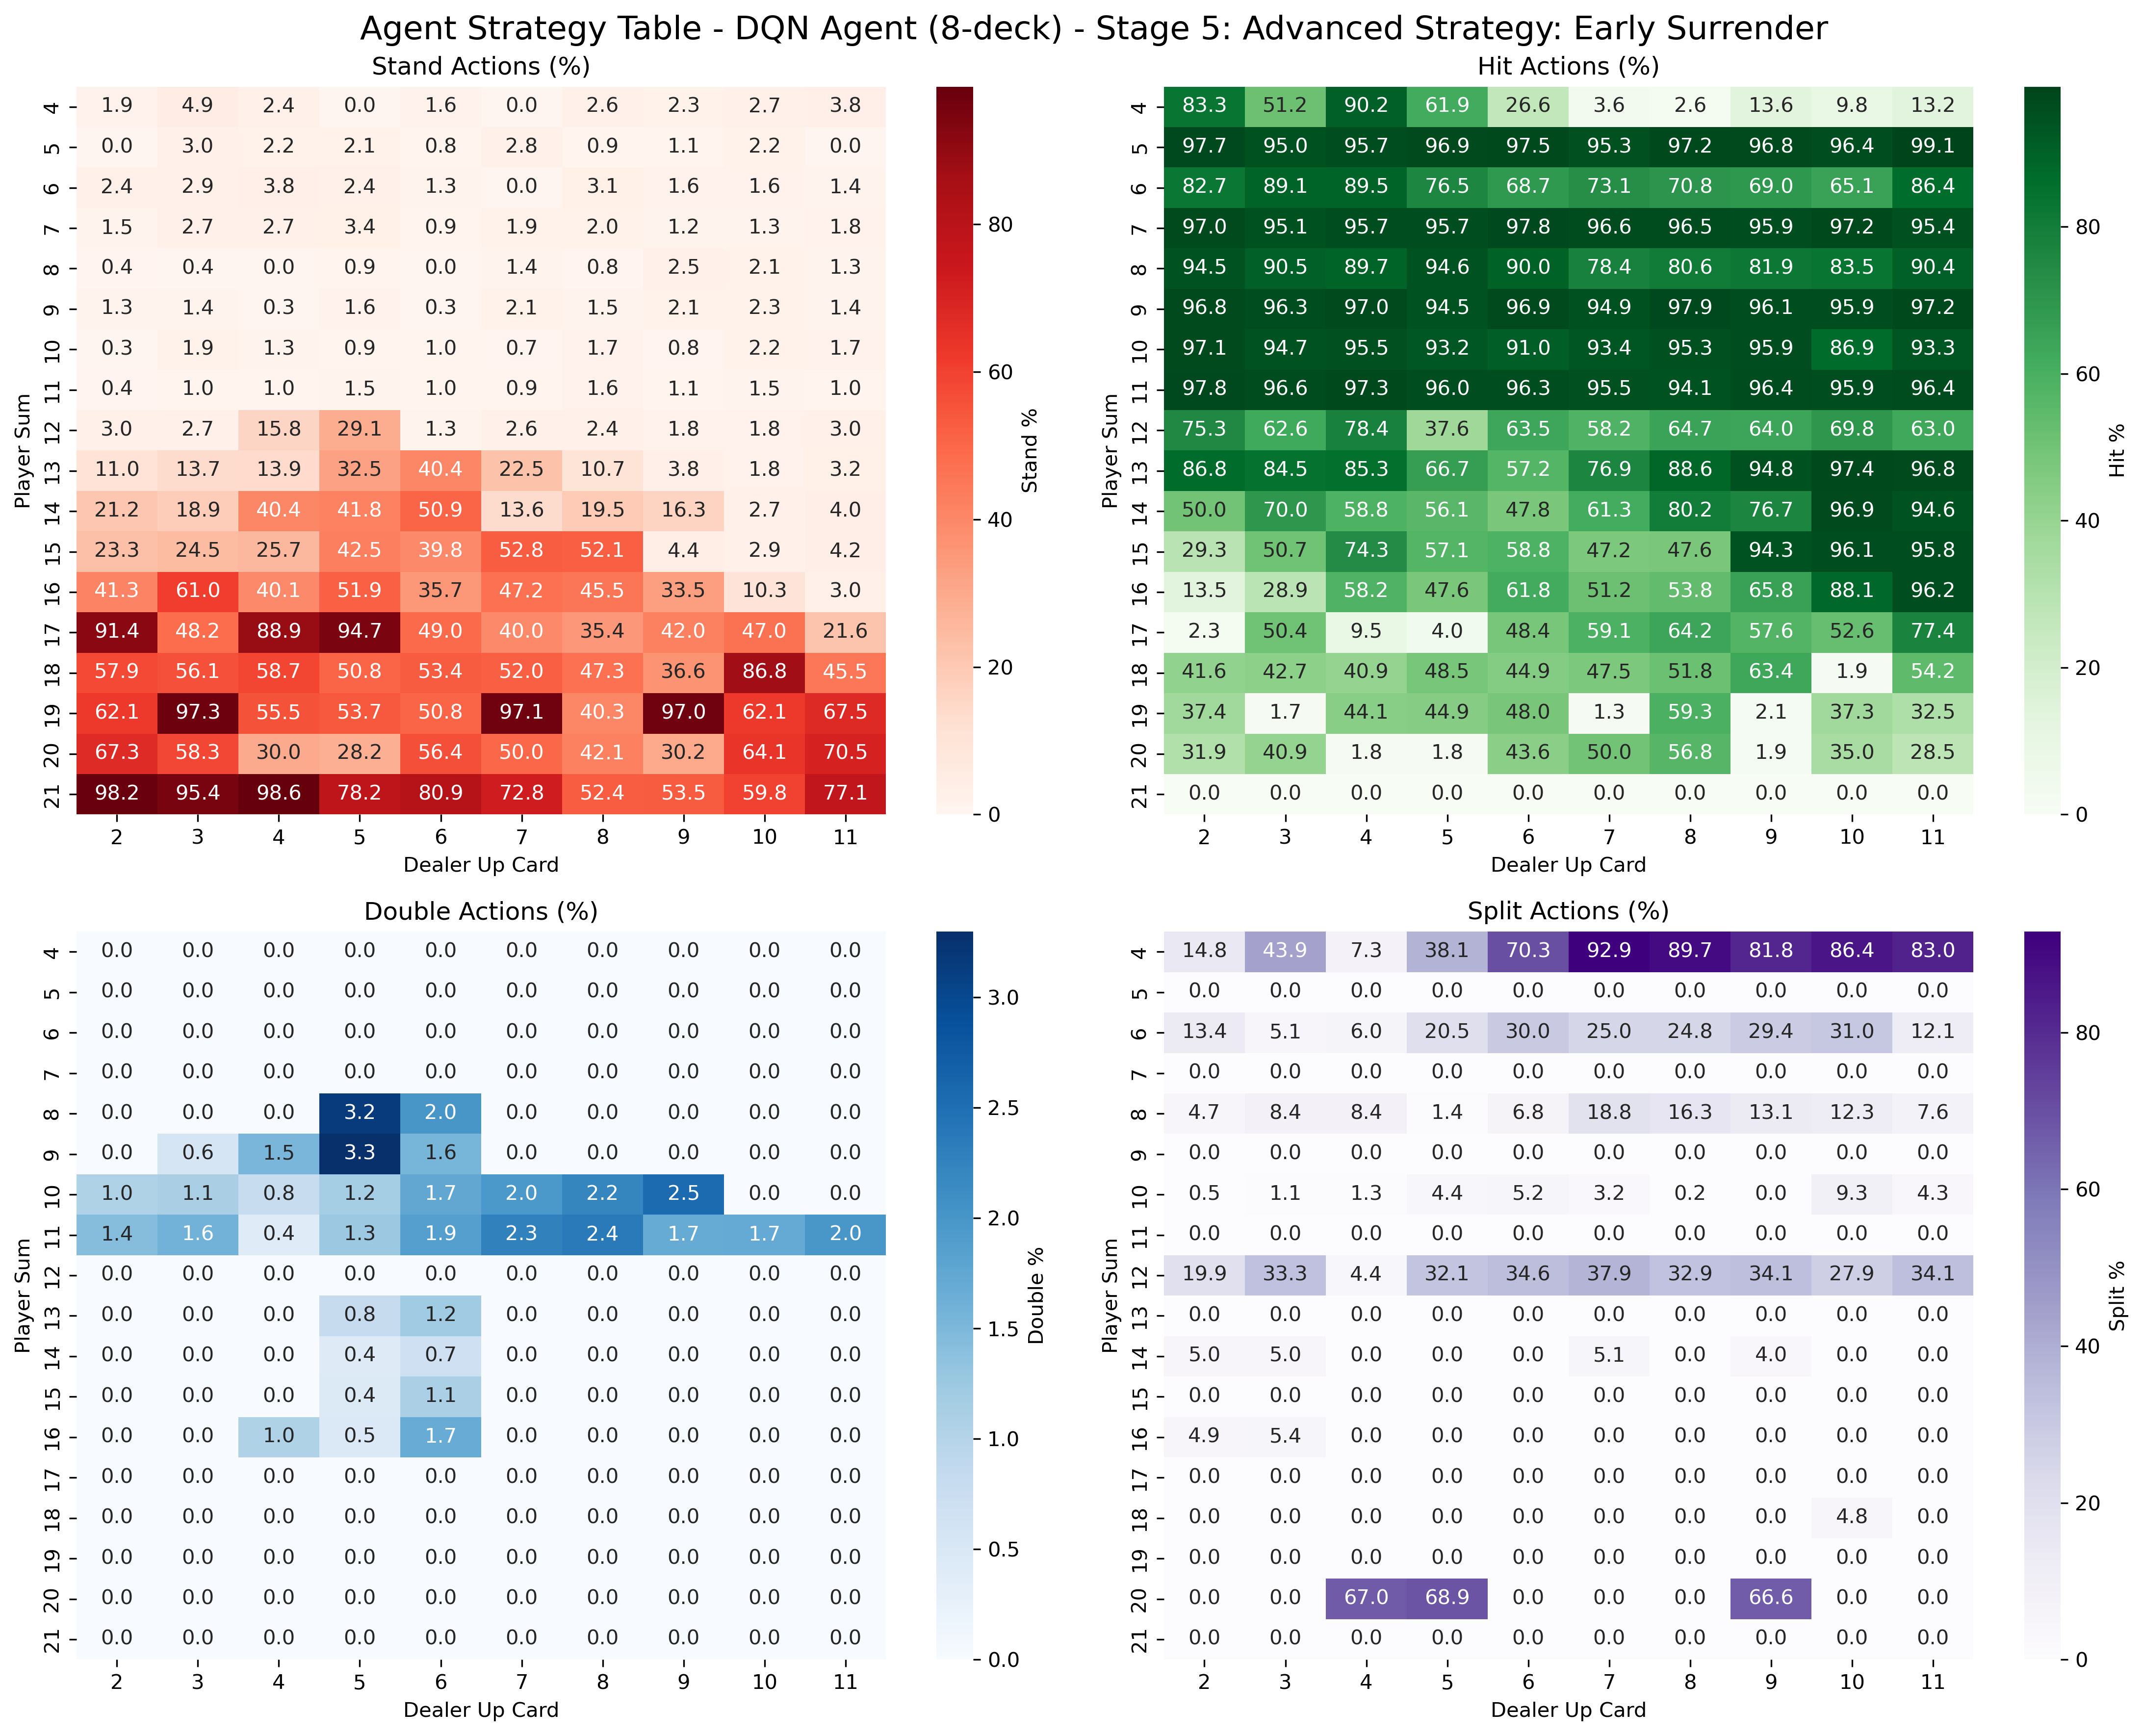 Agent Strategy Table - DQN Agent (8-deck) - Stage 5: Advanced Strategy: Early Surrender
Stand Actions (%)
4 1.9 4.9 2.4 0.0 1.6 0.0 2.6 2.3 2.7 3.8
5 0.0 3.0 2.2 2.1 0.8 2.8 0.9 1.1 2.2 0.0
6 2.4 2.9 3.8 2.4 1.3 0.0 3.1 1.6 1.6 1.4
7 1.5 2.7 2.7 3.4 0.9 1.9 2.0 1.2 1.3 1.8
8 0.4 0.4 0.0 0.9 0.0 1.4 0.8 2.5 2.1 1.3
9 1.3 1.4 0.3 1.6 0.3 2.1 1.5 2.1 2.3 1.4
10 0.3 1.9 1.3 0.9 1.0 0.7 1.7 0.8 2.2 1.7
11 0.4 1.0 1.0 1.5 1.0 0.9 1.6 1.1 1.5 1.0
12 3.0 2.7 15.8 29.1 1.3 2.6 2.4 1.8 1.8 3.0
13 11.0 13.7 13.9 32.5 40.4 22.5 10.7 3.8 1.8 3.2
14 21.2 18.9 40.4 41.8 50.9 13.6 19.5 16.3 2.7 4.0
15 23.3 24.5 25.7 42.5 39.8 52.8 52.1 4.4 2.9 4.2
16 41.3 61.0 40.1 51.9 35.7 47.2 45.5 33.5 10.3 3.0
17 91.4 48.2 88.9 94.7 49.0 40.0 35.4 42.0 47.0 21.6
18 57.9 56.1 58.7 50.8 53.4 52.0 47.3 36.6 86.8 45.5
19 62.1 97.3 55.5 53.7 50.8 97.1 40.3 97.0 62.1 67.5
20 67.3 58.3 30.0 28.2 56.4 50.0 42.1 30.2 64.1 70.5
21 98.2 95.4 98.6 78.2 80.9 72.8 52.4 53.5 59.8 77.1
2 3 4 5 6 7 8 9 10 11
Dealer Up Card
Player Sum
80
60
40
20
0
Stand %
Hit Actions (%)
4 83.3 51.2 90.2 61.9 26.6 3.6 2.6 13.6 9.8 13.2
5 97.7 95.0 95.7 96.9 97.5 95.3 97.2 96.8 96.4 99.1
6 82.7 89.1 89.5 76.5 68.7 73.1 70.8 69.0 65.1 86.4
7 97.0 95.1 95.7 95.7 97.8 96.6 96.5 95.9 97.2 95.4
8 94.5 90.5 89.7 94.6 90.0 78.4 80.6 81.9 83.5 90.4
9 96.8 96.3 97.0 94.5 96.9 94.9 97.9 96.1 95.9 97.2
10 97.1 94.7 95.5 93.2 91.0 93.4 95.3 95.9 86.9 93.3
11 97.8 96.6 97.3 96.0 96.3 95.5 94.1 96.4 95.9 96.4
12 75.3 62.6 78.4 37.6 63.5 58.2 64.7 64.0 69.8 63.0
13 86.8 84.5 85.3 66.7 57.2 76.9 88.6 94.8 97.4 96.8
14 50.0 70.0 58.8 56.1 47.8 61.3 80.2 76.7 96.9 94.6
15 29.3 50.7 74.3 57.1 58.8 47.2 47.6 94.3 96.1 95.8
16 13.5 28.9 58.2 47.6 61.8 51.2 53.8 65.8 88.1 96.2
17 2.3 50.4 9.5 4.0 48.4 59.1 64.2 57.6 52.6 77.4
18 41.6 42.7 40.9 48.5 44.9 47.5 51.8 63.4 1.9 54.2
19 37.4 1.7 44.1 44.9 48.0 1.3 59.3 2.1 37.3 32.5
20 31.9 40.9 1.8 1.8 43.6 50.0 56.8 1.9 35.0 28.5
21 0.0 0.0 0.0 0.0 0.0 0.0 0.0 0.0 0.0 0.0
2 3 4 5 6 7 8 9 10 11
Dealer Up Card
Player Sum
80
60
40
20
0
Hit %
Double Actions (%)
4 0.0 0.0 0.0 0.0 0.0 0.0 0.0 0.0 0.0 0.0
5 0.0 0.0 0.0 0.0 0.0 0.0 0.0 0.0 0.0 0.0
6 0.0 0.0 0.0 0.0 0.0 0.0 0.0 0.0 0.0 0.0
7 0.0 0.0 0.0 0.0 0.0 0.0 0.0 0.0 0.0 0.0
8 0.0 0.0 0.0 3.2 2.0 0.0 0.0 0.0 0.0 0.0
9 0.0 0.6 1.5 3.3 1.6 0.0 0.0 0.0 0.0 0.0
10 1.0 1.1 0.8 1.2 1.7 2.0 2.2 2.5 0.0 0.0
11 1.4 1.6 0.4 1.3 1.9 2.3 2.4 1.7 1.7 2.0
12 0.0 0.0 0.0 0.0 0.0 0.0 0.0 0.0 0.0 0.0
13 0.0 0.0 0.0 0.8 1.2 0.0 0.0 0.0 0.0 0.0
14 0.0 0.0 0.0 0.4 0.7 0.0 0.0 0.0 0.0 0.0
15 0.0 0.0 0.0 0.4 1.1 0.0 0.0 0.0 0.0 0.0
16 0.0 0.0 1.0 0.5 1.7 0.0 0.0 0.0 0.0 0.0
17 0.0 0.0 0.0 0.0 0.0 0.0 0.0 0.0 0.0 0.0
18 0.0 0.0 0.0 0.0 0.0 0.0 0.0 0.0 0.0 0.0
19 0.0 0.0 0.0 0.0 0.0 0.0 0.0 0.0 0.0 0.0
20 0.0 0.0 0.0 0.0 0.0 0.0 0.0 0.0 0.0 0.0
21 0.0 0.0 0.0 0.0 0.0 0.0 0.0 0.0 0.0 0.0
2 3 4 5 6 7 8 9 10 11
Dealer Up Card
Player Sum
3.0
2.5
2.0
1.5
1.0
0.5
0.0
Double %
Split Actions (%)
4 14.8 43.9 7.3 38.1 70.3 92.9 89.7 81.8 86.4 83.0
5 0.0 0.0 0.0 0.0 0.0 0.0 0.0 0.0 0.0 0.0
6 13.4 5.1 6.0 20.5 30.0 25.0 24.8 29.4 31.0 12.1
7 0.0 0.0 0.0 0.0 0.0 0.0 0.0 0.0 0.0 0.0
8 4.7 8.4 8.4 1.4 6.8 18.8 16.3 13.1 12.3 7.6
9 0.0 0.0 0.0 0.0 0.0 0.0 0.0 0.0 0.0 0.0
10 0.5 1.1 1.3 4.4 5.2 3.2 0.2 0.0 9.3 4.3
11 0.0 0.0 0.0 0.0 0.0 0.0 0.0 0.0 0.0 0.0
12 19.9 33.3 4.4 32.1 34.6 37.9 32.9 34.1 27.9 34.1
13 0.0 0.0 0.0 0.0 0.0 0.0 0.0 0.0 0.0 0.0
14 5.0 5.0 0.0 0.0 0.0 5.1 0.0 4.0 0.0 0.0
15 0.0 0.0 0.0 0.0 0.0 0.0 0.0 0.0 0.0 0.0
16 4.9 5.4 0.0 0.0 0.0 0.0 0.0 0.0 0.0 0.0
17 0.0 0.0 0.0 0.0 0.0 0.0 0.0 0.0 0.0 0.0
18 0.0 0.0 0.0 0.0 0.0 0.0 0.0 0.0 4.8 0.0
19 0.0 0.0 0.0 0.0 0.0 0.0 0.0 0.0 0.0 0.0
20 0.0 0.0 67.0 68.9 0.0 0.0 0.0 66.6 0.0 0.0
21 0.0 0.0 0.0 0.0 0.0 0.0 0.0 0.0 0.0 0.0
2 3 4 5 6 7 8 9 10 11
Dealer Up Card
Player Sum
80
60
40
20
0
Split %